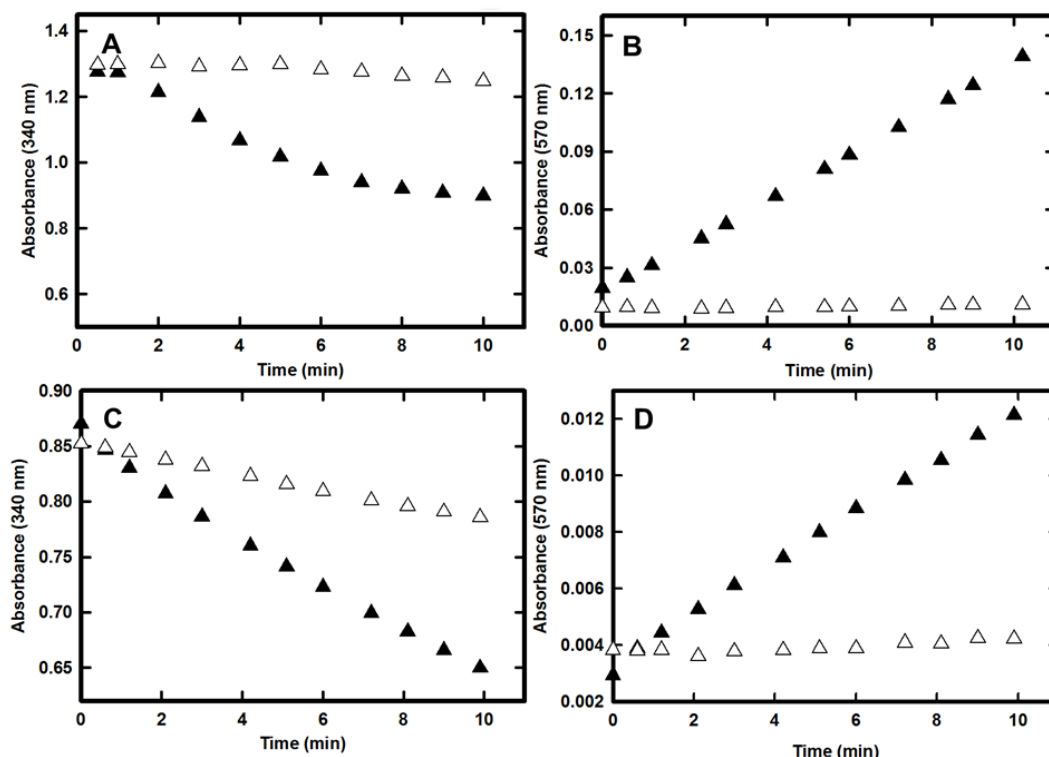 A
Absorbance (340 nm)
1.4
1.2
1.0
0.8
0.6
0 2 4 6 8 10
Time (min)
B
Absorbance (570 nm)
0.15
0.12
0.09
0.06
0.03
0.00
0 2 4 6 8 10
Time (min)
C
Absorbance (340 nm)
0.90
0.85
0.80
0.75
0.70
0.65
0 2 4 6 8 10
Time (min)
D
Absorbance (570 nm)
0.012
0.010
0.008
0.006
0.004
0.002
0 2 4 6 8 10
Time (min)